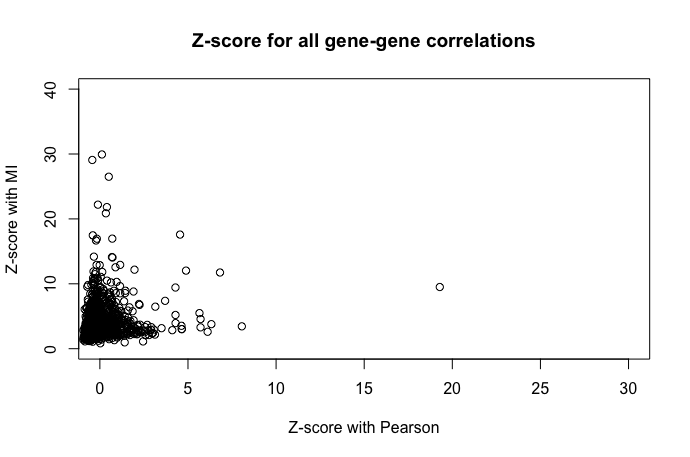 Z-score for all gene-gene correlations
Z-score with MI
40
30
20
10
0
0 5 10 15 20 25 30
Z-score with Pearson